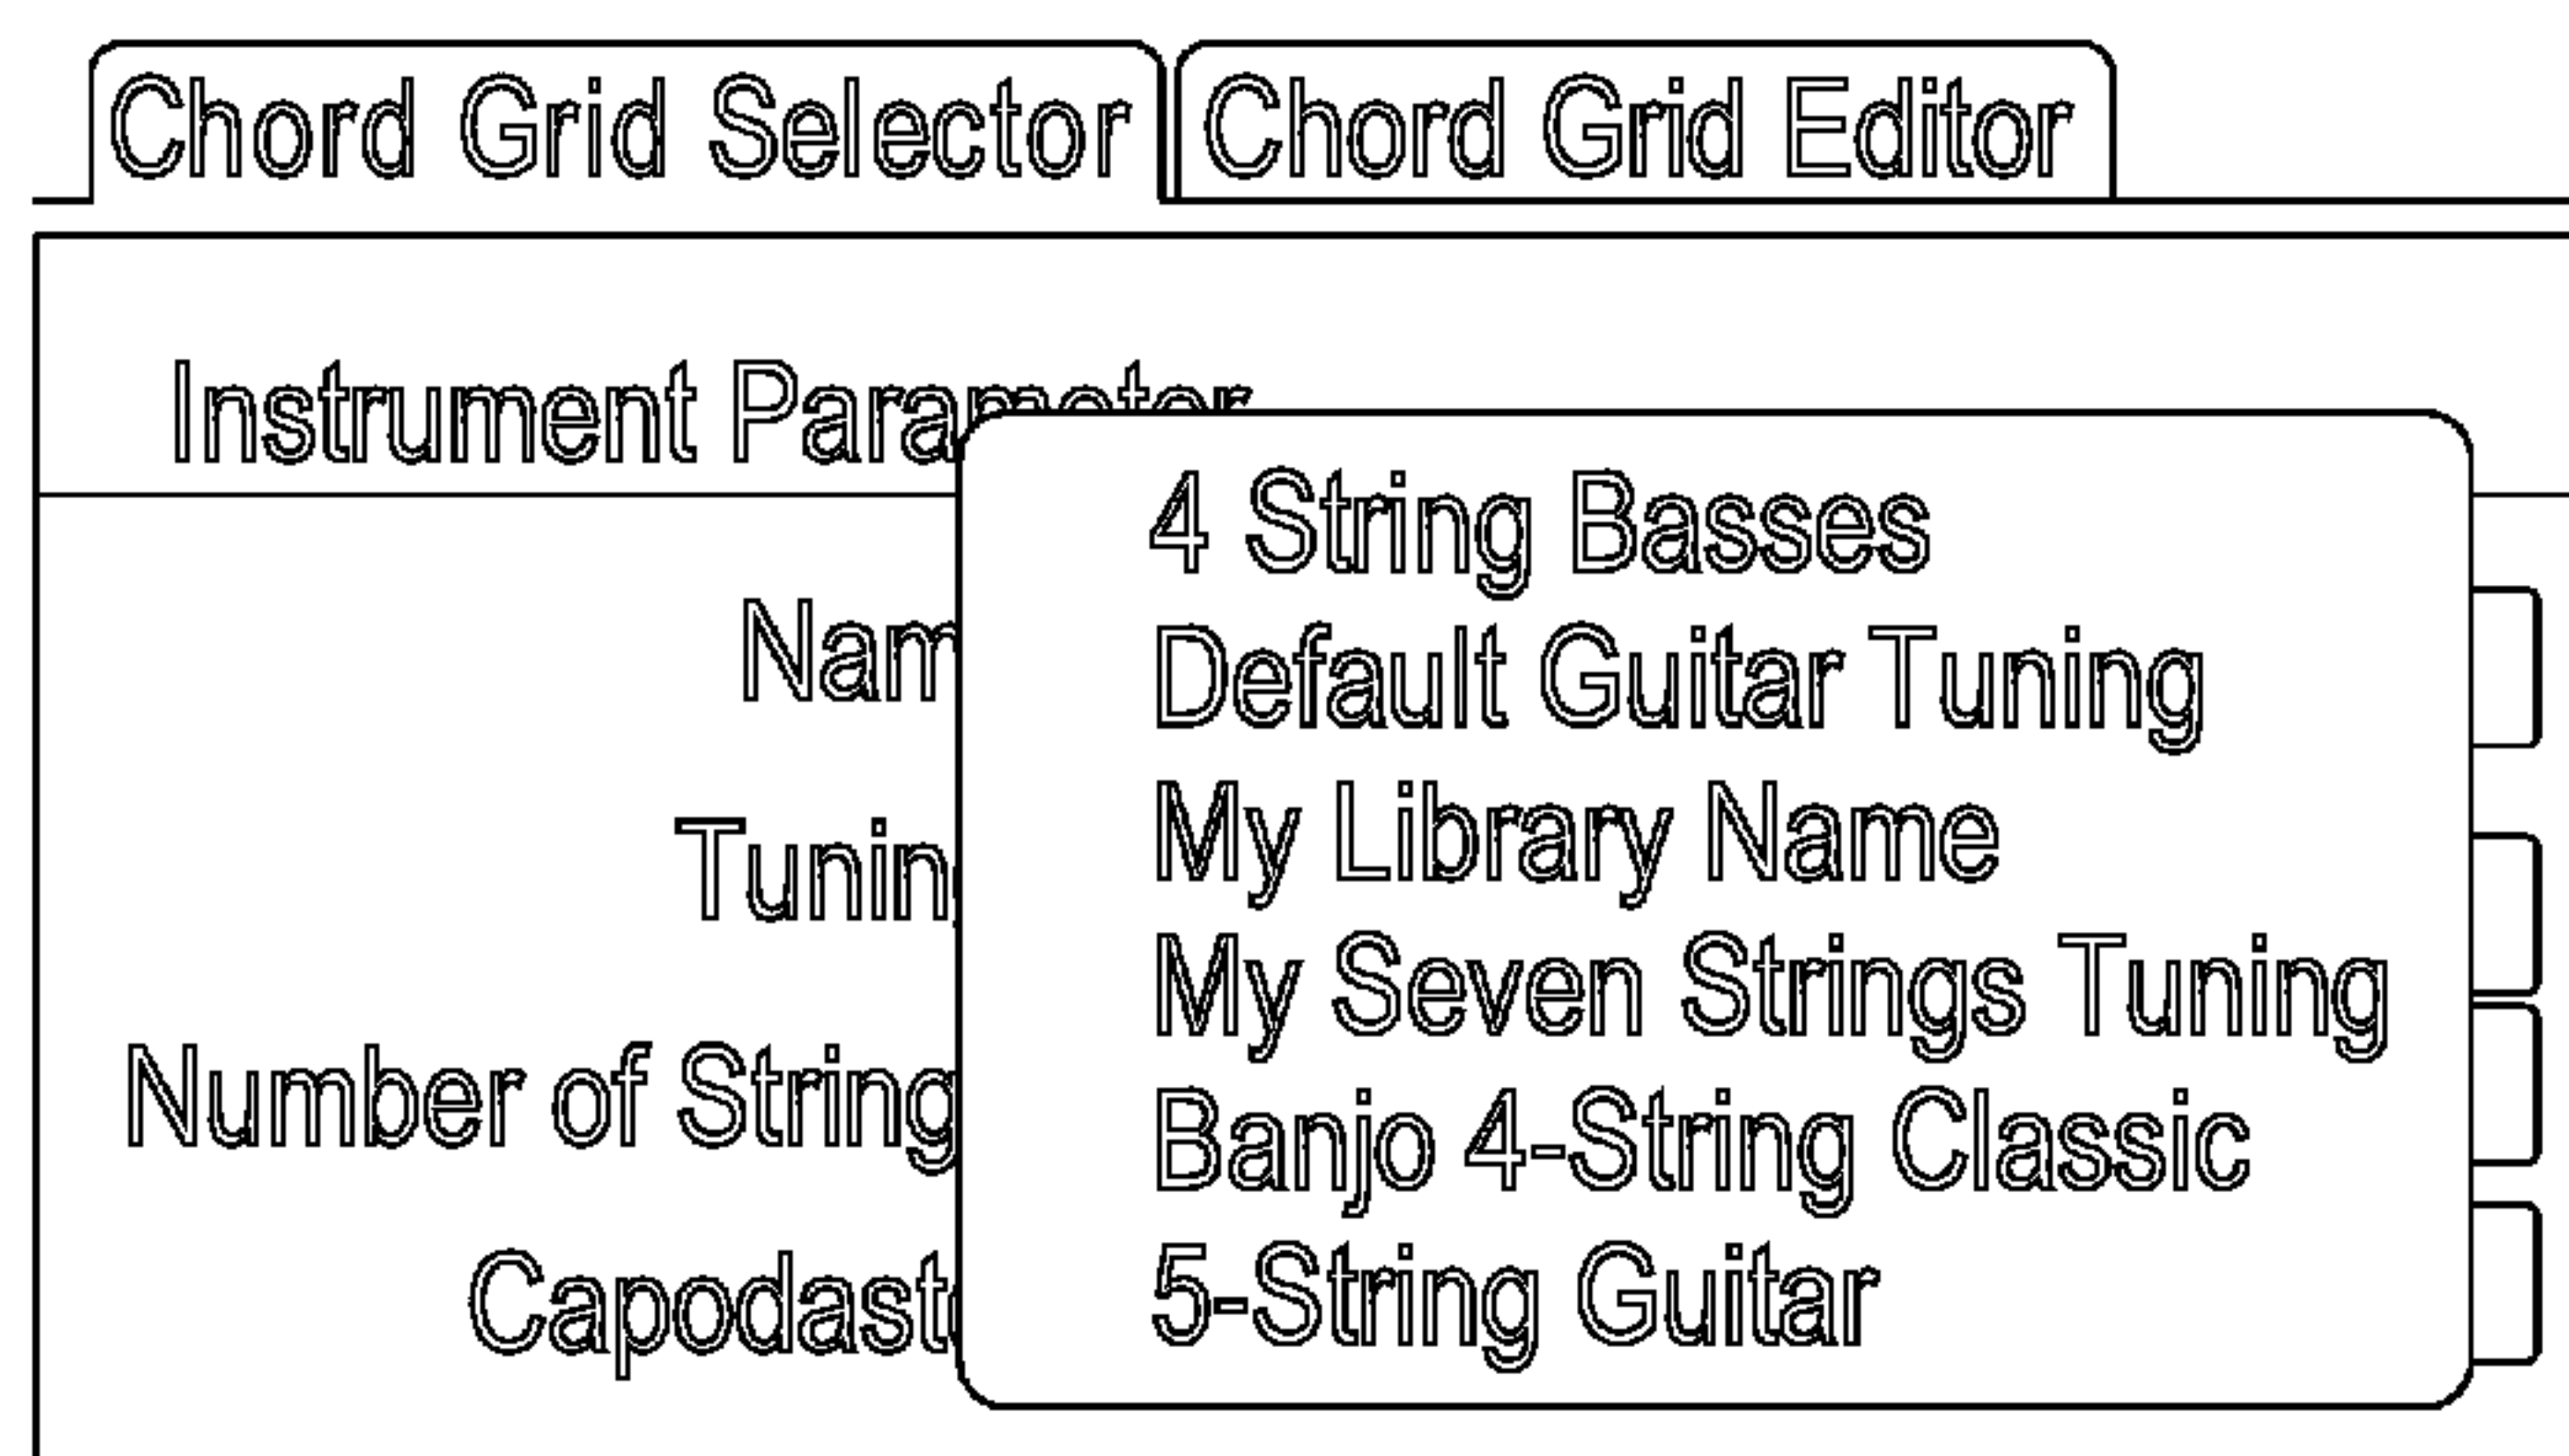 Chord Grid Selector Chord Grid Editor
Instrument Parameter
4 String Basses
Default Guitar Tuning
My Library Name
My Seven Strings Tuning
Banjo 4-String Classic
5-String Guitar
Nam
Tunin
Number of String
Capodast